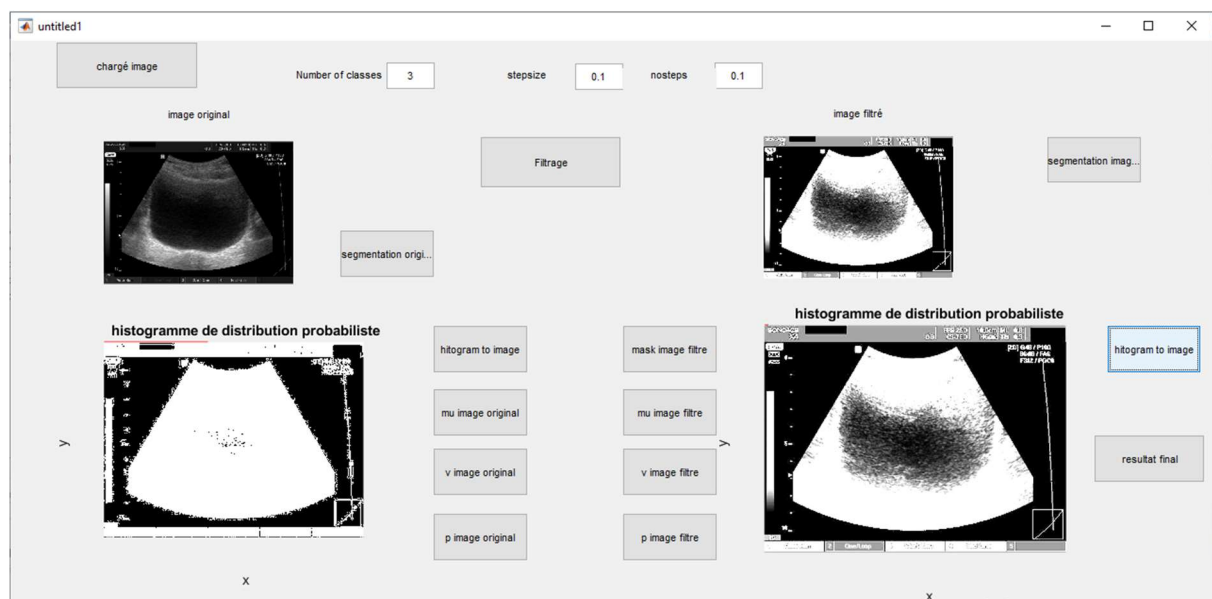 untitled1
chargé image
Number of classes 3
stepsize 0.1
nosteps 0.1
image original
image filtré
Filtrage
segmentation imag...
segmentation origi...
histogramme de distribution probabiliste
histogramme de distribution probabiliste
hitogram to image
mask image filtre
hitogram to image
mu image original
mu image filtre
y
y
v image original
v image filtre
resultat final
p image original
p image filtre
x
x